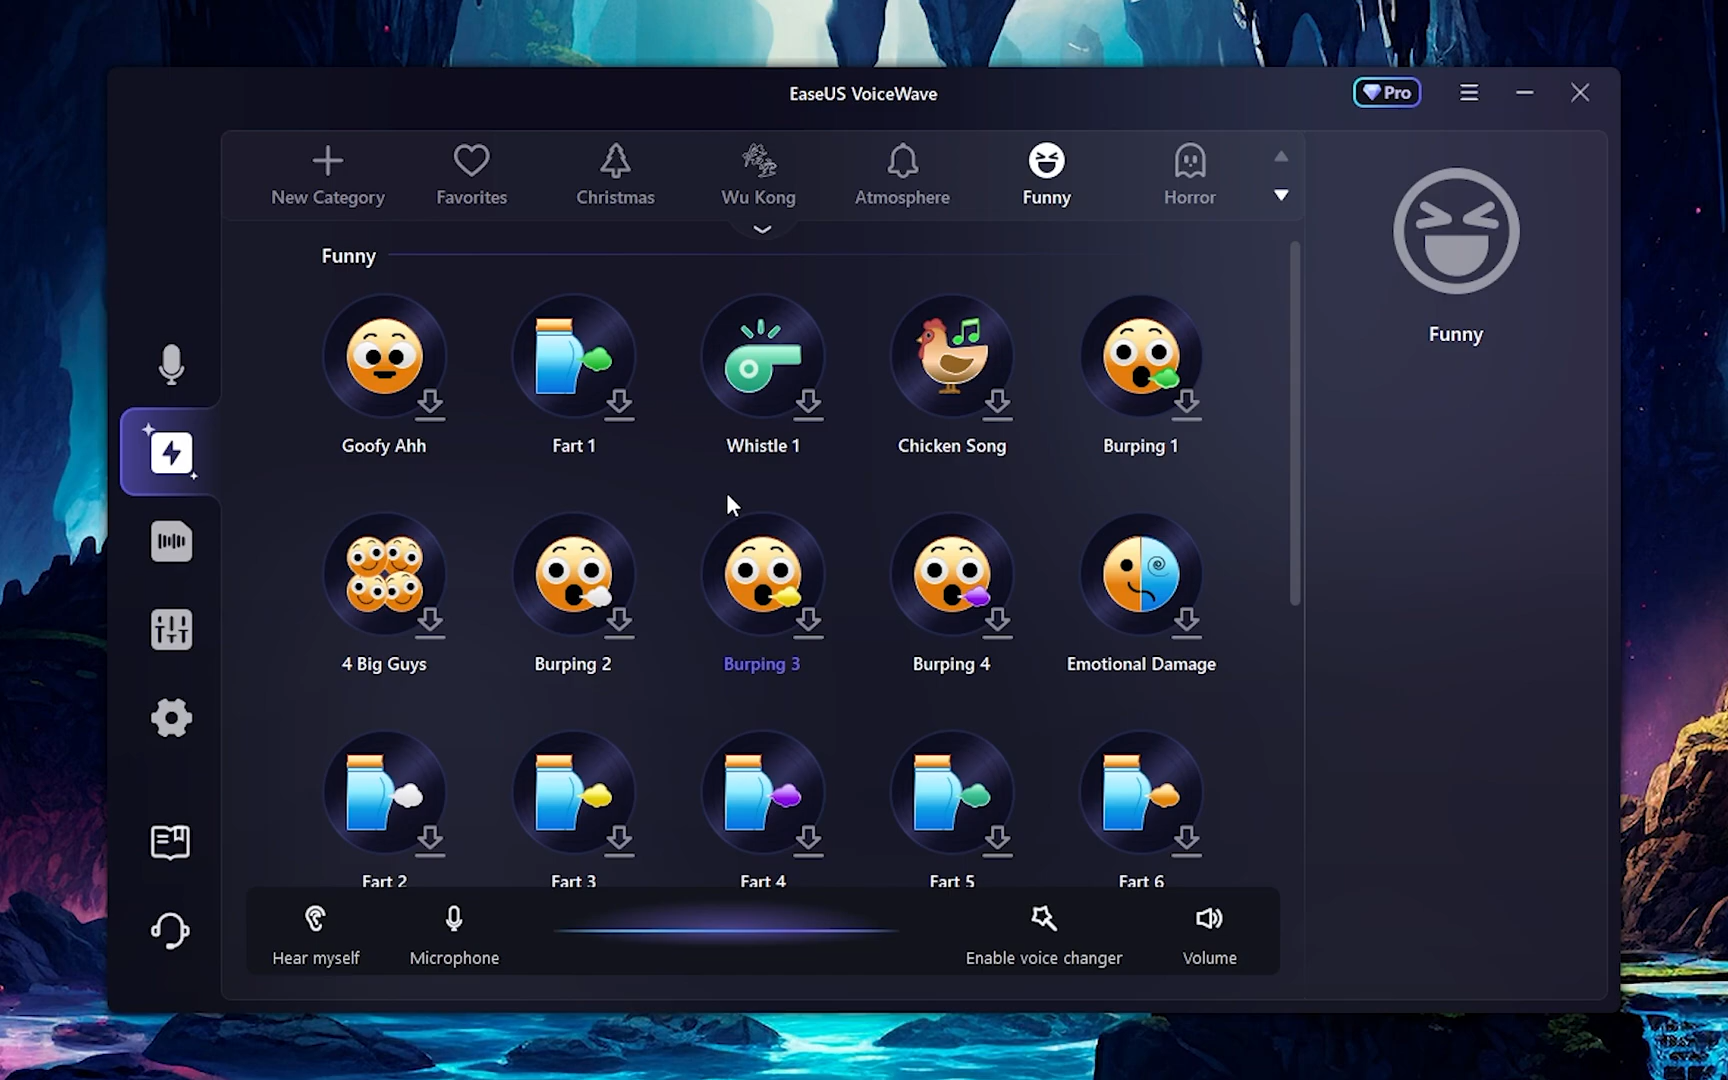 EaseUS VoiceWave
Pro
New Category
Favorites
Christmas
Wu Kong
Atmosphere
Funny
Horror
Funny
Funny
Goofy Ahh
Fart 1
Whistle 1
Chicken Song
Burping 1
4 Big Guys
Burping 2
Burping 3
Burping 4
Emotional Damage
Fart 2
Fart 3
Fart 4
Fart 5
Fart 6
Hear myself
Microphone
Enable voice changer
Volume